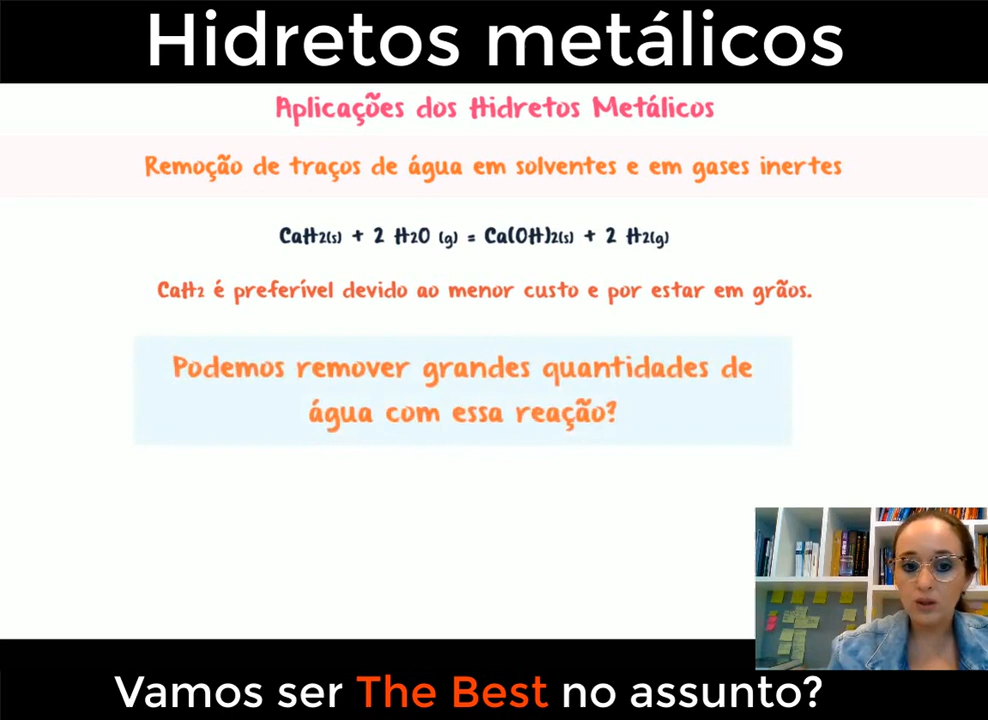 Hidretos metálicos
Aplicações dos Hidretos Metálicos
Remoção de traços de água em solventes e em gases inertes
CaH2(s) + 2 H2O (g) = Ca(OH)2(s) + 2 H2(g)
CaH2 é preferível devido ao menor custo e por estar em grãos.
Podemos remover grandes quantidades de
água com essa reação?
Vamos ser The Best no assunto?